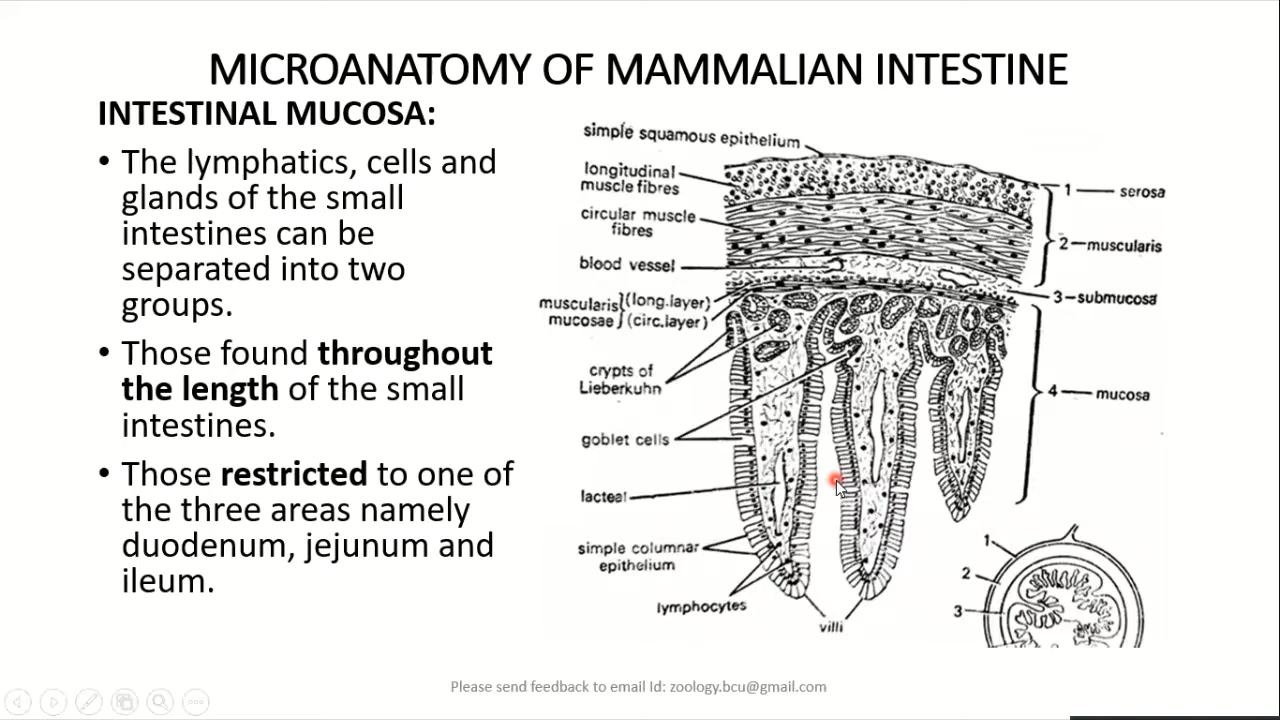 MICROANATOMY OF MAMMALIAN INTESTINE
INTESTINAL MUCOSA:
• The lymphatics, cells and
glands of the small
intestines can be
separated into two
groups.
• Those found throughout
the length of the small
intestines.
• Those restricted to one of
the three areas namely
duodenum, jejunum and
ileum.
simple squamous epithelium
longitudinal
muscle fibres
circular muscle
fibres
blood vessel
muscularis } (long.layer)
mucosae } (circ.layer)
crypts of
Lieberkuhn
goblet cells
lacteal
simple columnar
epithelium
lymphocytes
villi
1 serosa
2 muscularis
3 submucosa
4 mucosa
1
2
3
Please send feedback to email Id: zoology.bcu@gmail.com